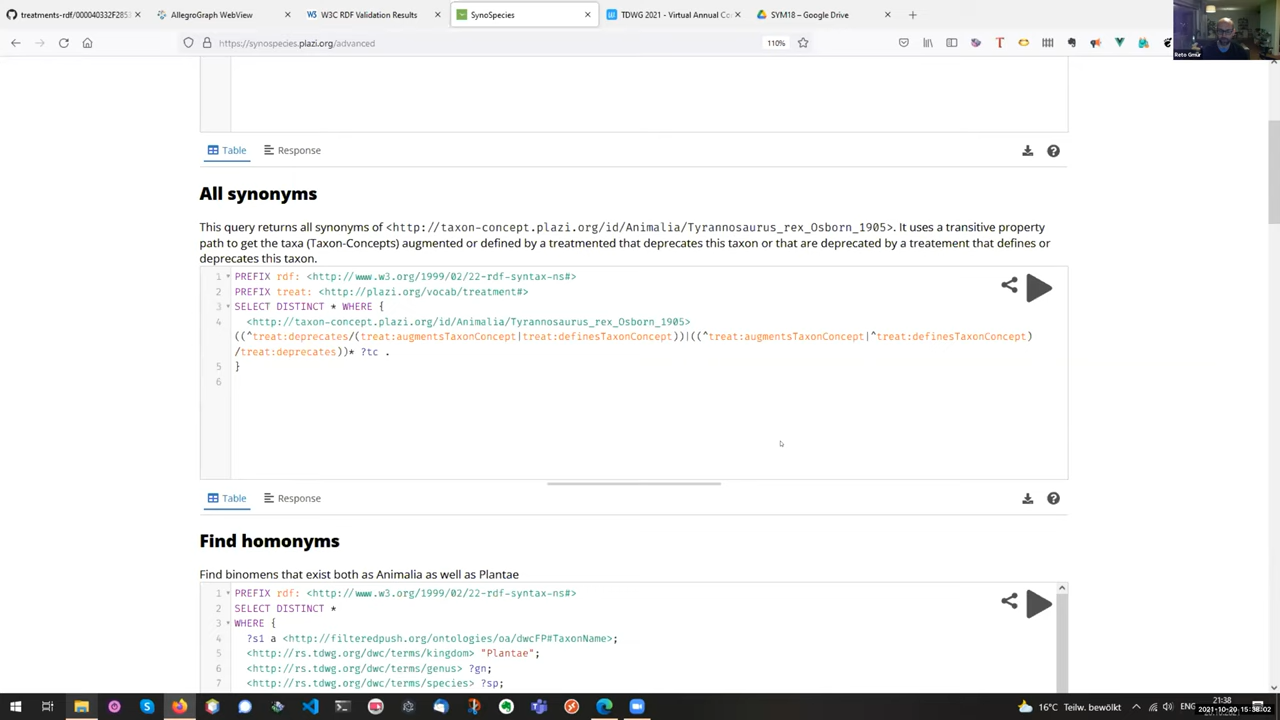 treatments-rdf/000040332F285
AllegroGraph WebView
W3C RDF Validation Results
SynoSpecies
TDWG 2021 - Virtual Annual Co
SYM18 – Google Drive
https://synospecies.plazi.org/advanced
110%
Reto Gmür
Table
Response
All synonyms
This query returns all synonyms of <http://taxon-concept.plazi.org/id/Animalia/Tyrannosaurus_rex_Osborn_1905>. It uses a transitive property
path to get the taxa (Taxon-Concepts) augmented or defined by a treatmented that deprecates this taxon or that are deprecated by a treatement that defines or
deprecates this taxon.
1 PREFIX rdf: <http://www.w3.org/1999/02/22-rdf-syntax-ns#>
2 PREFIX treat: <http://plazi.org/vocab/treatment#>
3 SELECT DISTINCT * WHERE {
4 <http://taxon-concept.plazi.org/id/Animalia/Tyrannosaurus_rex_Osborn_1905>
((^treat:deprecates/(treat:augmentsTaxonConcept|treat:definesTaxonConcept))|((^treat:augmentsTaxonConcept|^treat:definesTaxonConcept)
/treat:deprecates))* ?tc .
5 }
6
Table
Response
Find homonyms
Find binomens that exist both as Animalia as well as Plantae
1 PREFIX rdf: <http://www.w3.org/1999/02/22-rdf-syntax-ns#>
2 SELECT DISTINCT *
3 WHERE {
4 ?s1 a <http://filteredpush.org/ontologies/oa/dwcFP#TaxonName>;
5 <http://rs.tdwg.org/dwc/terms/kingdom> "Plantae";
6 <http://rs.tdwg.org/dwc/terms/genus> ?gn;
7 <http://rs.tdwg.org/dwc/terms/species> ?sp;
16°C Teilw. bewölkt
ENG
21:38
2021-10-20 15:38:02